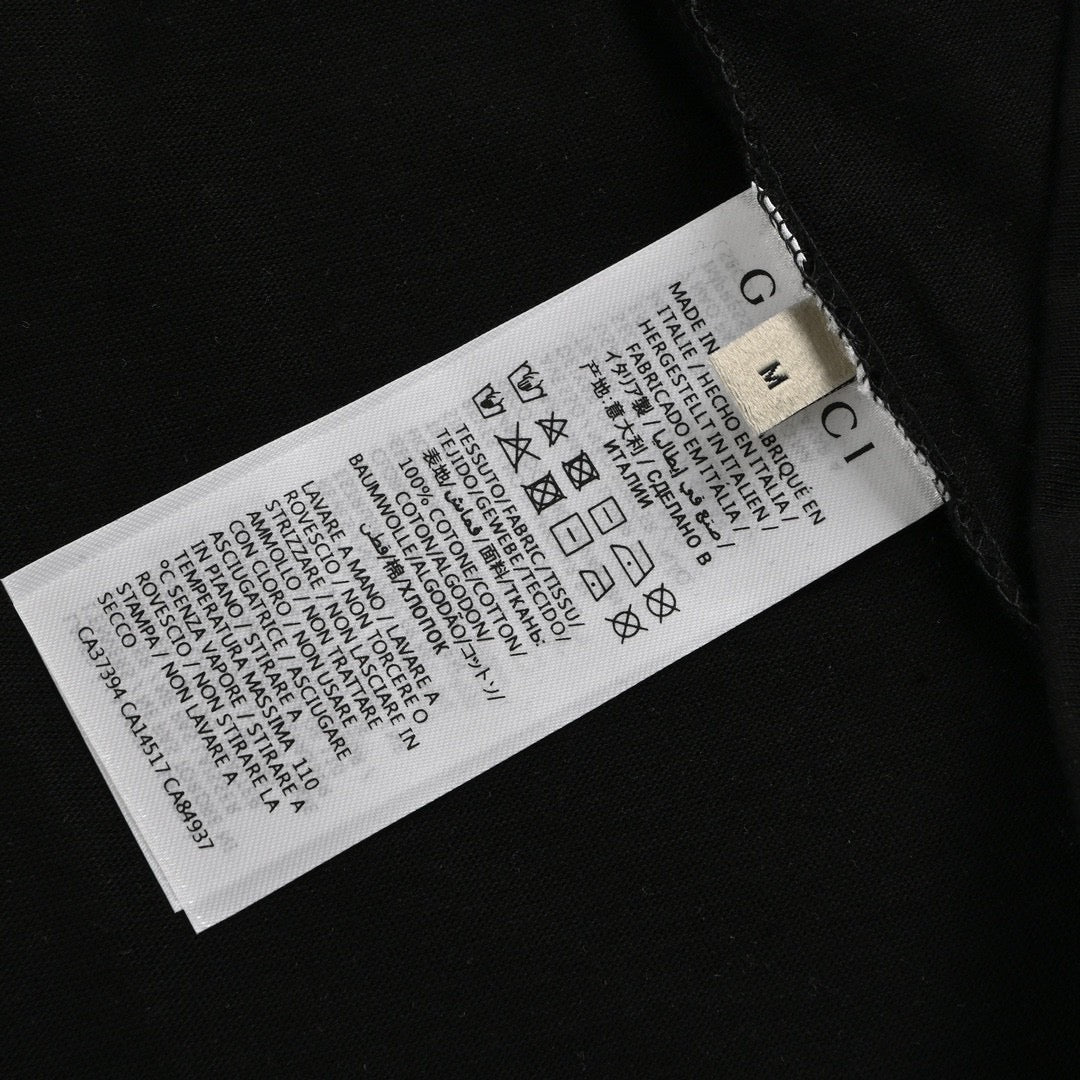 G CI
M
MADE IN ABRIQUÉ EN
ITALIE / HECHO EN ITALIA /
HERGESTELLT IN ITALIEN /
FABRICADO EM ITALIA /
イタリア製 / صنع في إيطاليا /
产地:意大利 / СДЕЛАНО В
ИТАЛИИ
TESSUTO/FABRIC/TISSU/
TEJIDO/GEWEBE/TECIDO/
表地/قماش/面料/ТКАНЬ:
100% COTONE/COTTON/
COTON/ALGODON/
BAUMWOLLE/ALGODÃO/コットン/
قطن/棉/ХЛОПОК
LAVARE A MANO / LAVARE A
ROVESCIO / NON TORCERE O
STRIZZARE / NON LASCIARE IN
AMMOLLO / NON TRATTARE
CON CLORO / NON USARE
ASCIUGATRICE / ASCIUGARE
IN PIANO / STIRARE A
TEMPERATURA MASSIMA 110
°C SENZA VAPORE / STIRARE A
ROVESCIO / NON STIRARE LA
STAMPA / NON LAVARE A
SECCO
CA37394 CA14517 CA84937